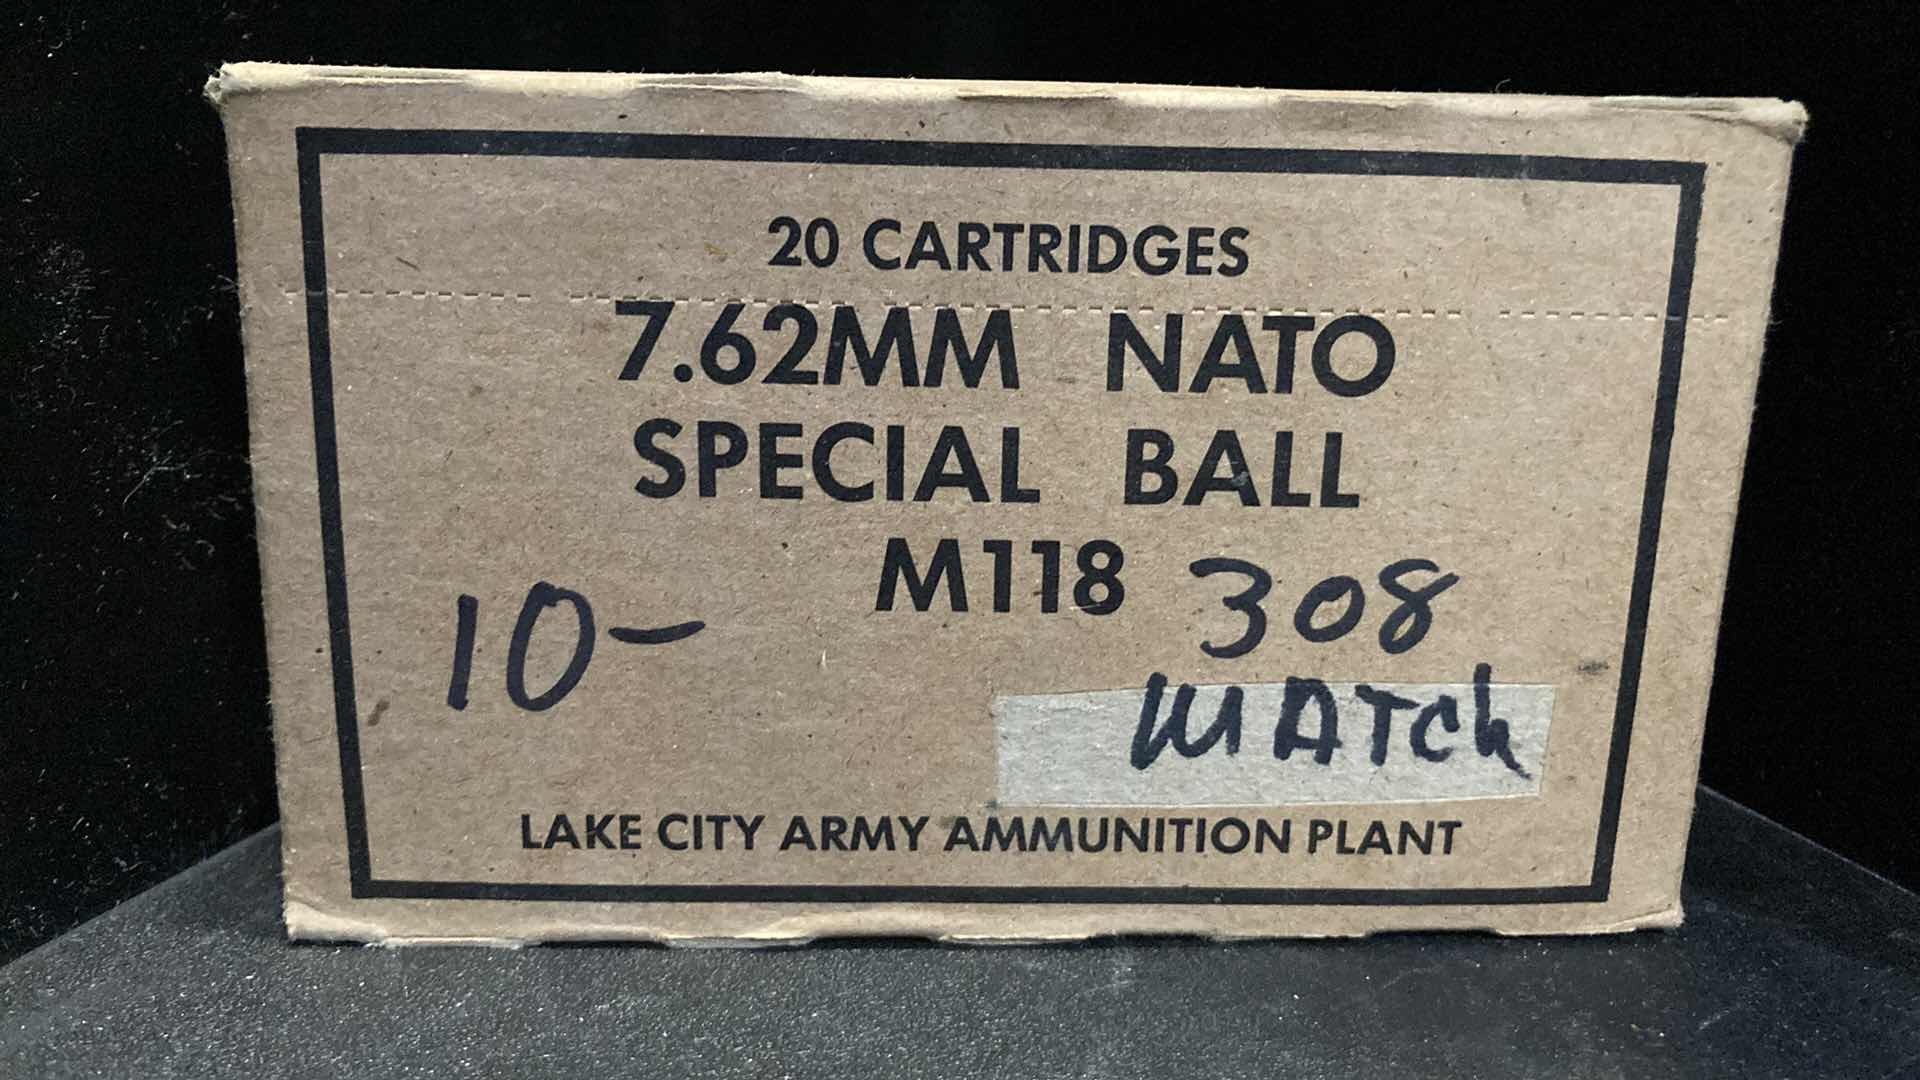 20 CARTRIDGES
7.62MM NATO
SPECIAL BALL
M118
10- 308
MATCh
LAKE CITY ARMY AMMUNITION PLANT